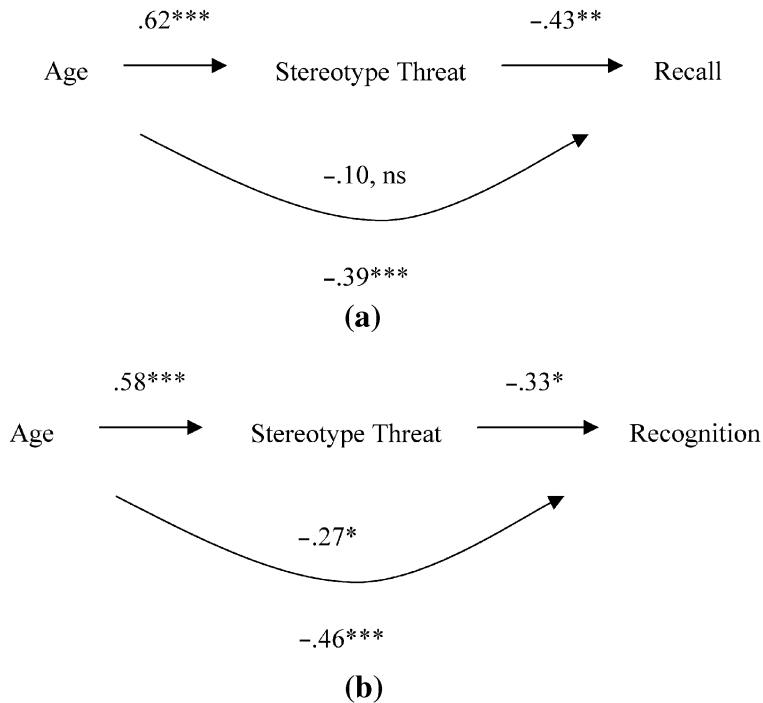 .62***
−.43**
Age
Stereotype Threat
Recall
−.10, ns
−.39***
(a)
.58***
−.33*
Age
Stereotype Threat
Recognition
−.27*
−.46***
(b)